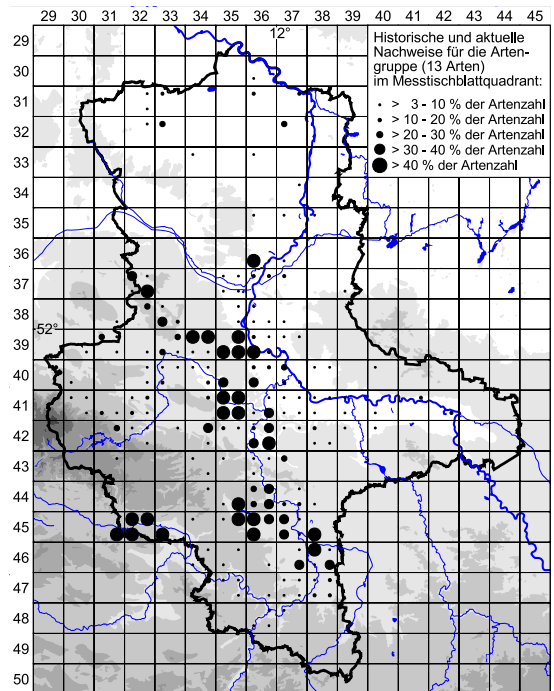 29 30 31 32 33 34 35 36 37 38 39 40 41 42 43 44 45
12°
29
30
31
32
33
34
35
36
37
38
52°
39
40
41
42
43
44
45
46
47
48
49
50
Historische und aktuelle
Nachweise für die Arten-
gruppe (13 Arten)
im Messtischblattquadrant:
> 3 - 10 % der Artenzahl
> 10 - 20 % der Artenzahl
> 20 - 30 % der Artenzahl
> 30 - 40 % der Artenzahl
> 40 % der Artenzahl